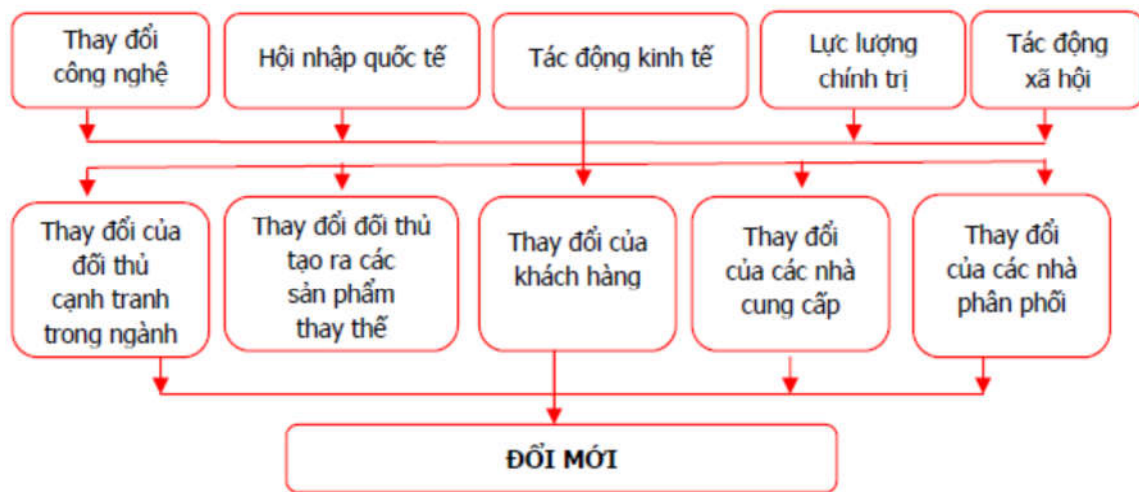 Thay đổi
công nghệ
Hội nhập quốc tế
Tác động kinh tế
Lực lượng
chính trị
Tác động
xã hội
Thay đổi của
đối thủ
cạnh tranh
trong ngành
Thay đổi đối thủ
tạo ra các
sản phẩm
thay thế
Thay đổi của
khách hàng
Thay đổi
của các nhà
cung cấp
Thay đổi
của các nhà
phân phối
ĐỔI MỚI